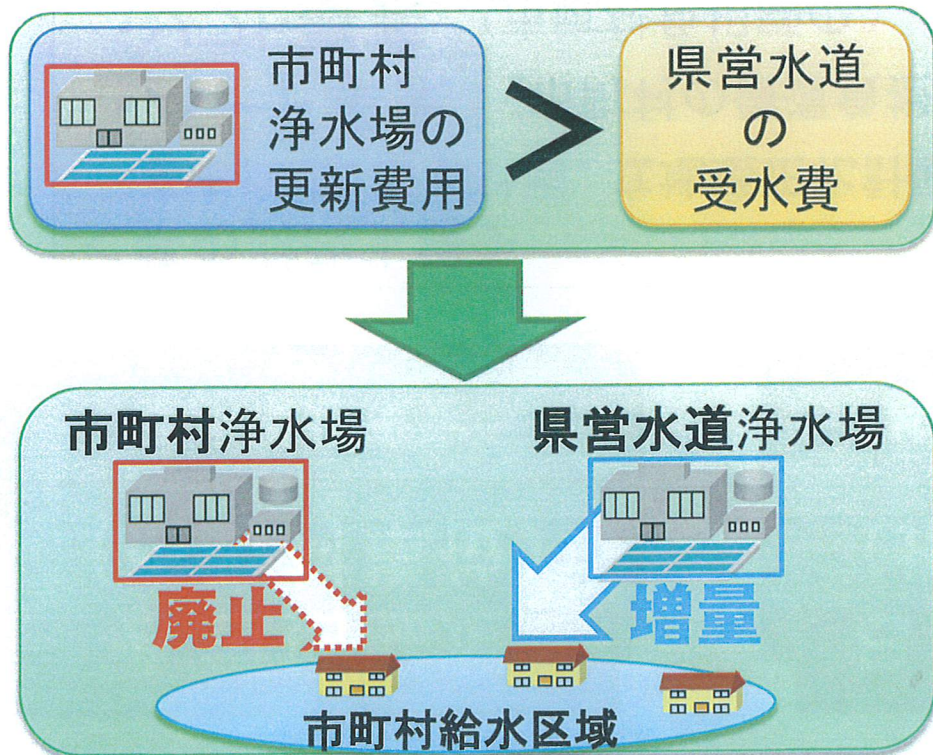 市町村
浄水場の
更新費用
>
県営水道
の
受水費
市町村浄水場
県営水道浄水場
廃止
増量
市町村給水区域